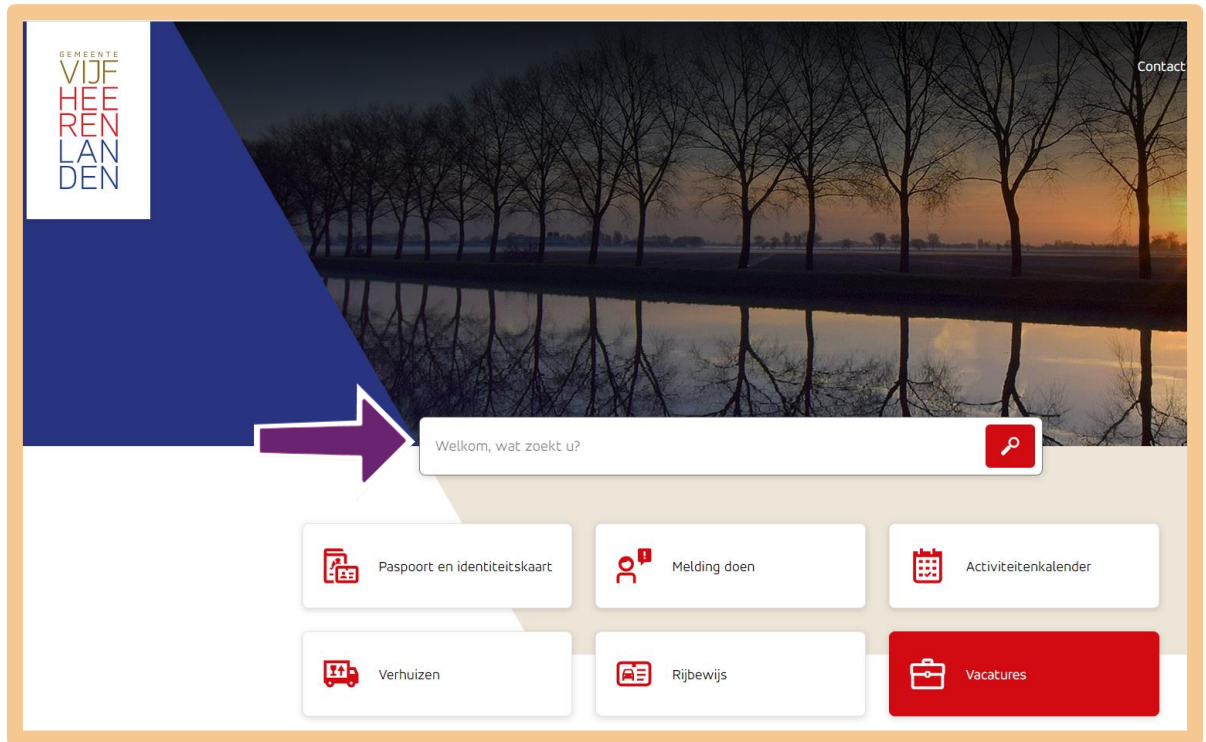 GEMEENTE
VIJF
HEE
REN
LAN
DEN
Contact
Welkom, wat zoekt u?
Paspoort en identiteitskaart
Melding doen
Activiteitenkalender
Verhuizen
Rijbewijs
Vacatures